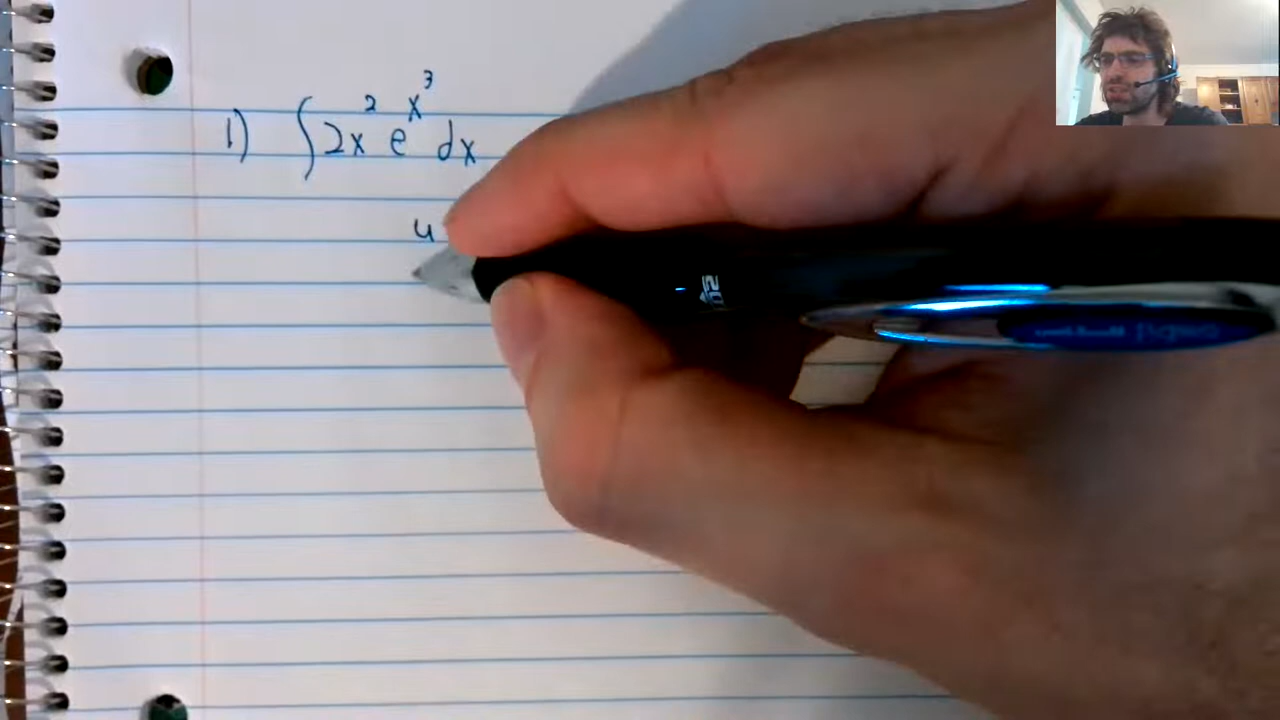 1) ∫2x²e^x³ dx
u